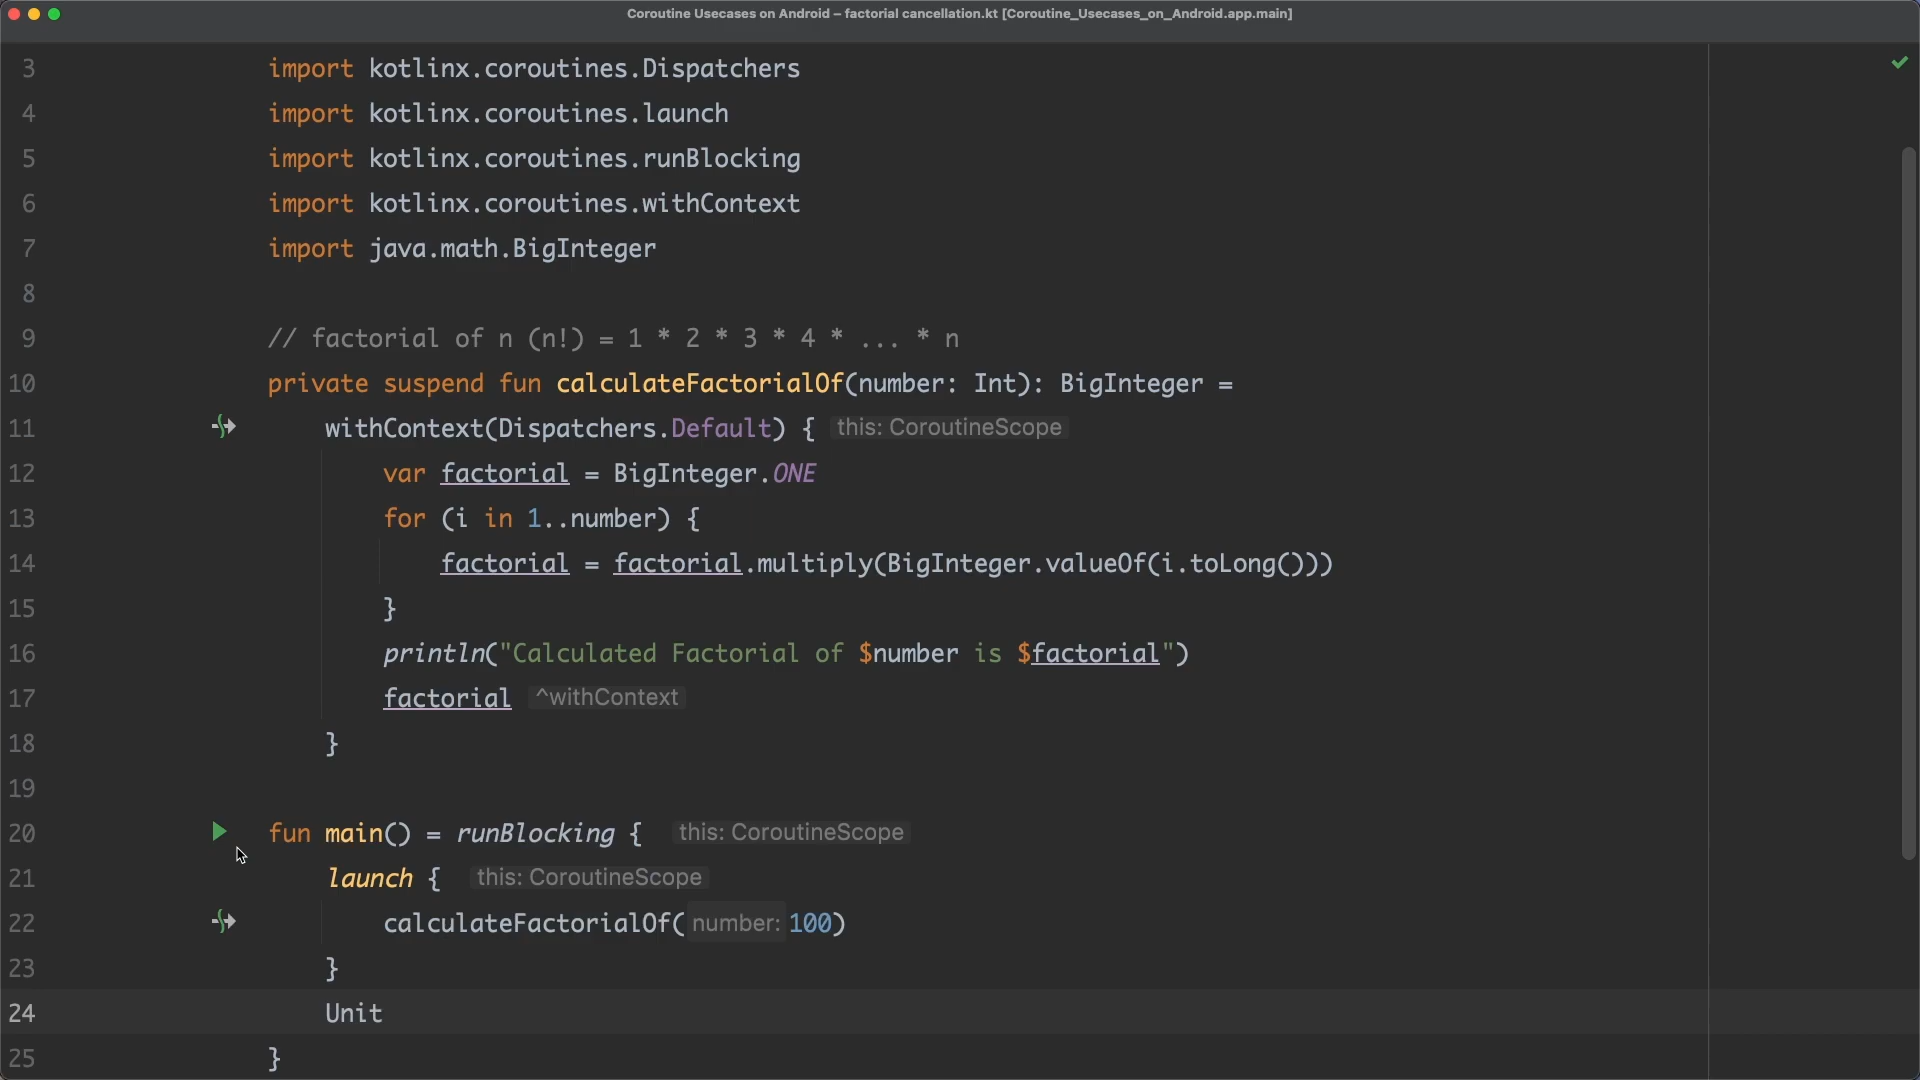 Coroutine Usecases on Android – factorial cancellation.kt [Coroutine_Usecases_on_Android.app.main]
3 import kotlinx.coroutines.Dispatchers
4 import kotlinx.coroutines.launch
5 import kotlinx.coroutines.runBlocking
6 import kotlinx.coroutines.withContext
7 import java.math.BigInteger
8
9 // factorial of n (n!) = 1 * 2 * 3 * 4 * ... * n
10 private suspend fun calculateFactorialOf(number: Int): BigInteger =
11 withContext(Dispatchers.Default) { this: CoroutineScope
12 var factorial = BigInteger.ONE
13 for (i in 1..number) {
14 factorial = factorial.multiply(BigInteger.valueOf(i.toLong()))
15 }
16 println("Calculated Factorial of $number is $factorial")
17 factorial ^withContext
18 }
19
20 fun main() = runBlocking { this: CoroutineScope
21 launch { this: CoroutineScope
22 calculateFactorialOf( number: 100)
23 }
24 Unit
25 }